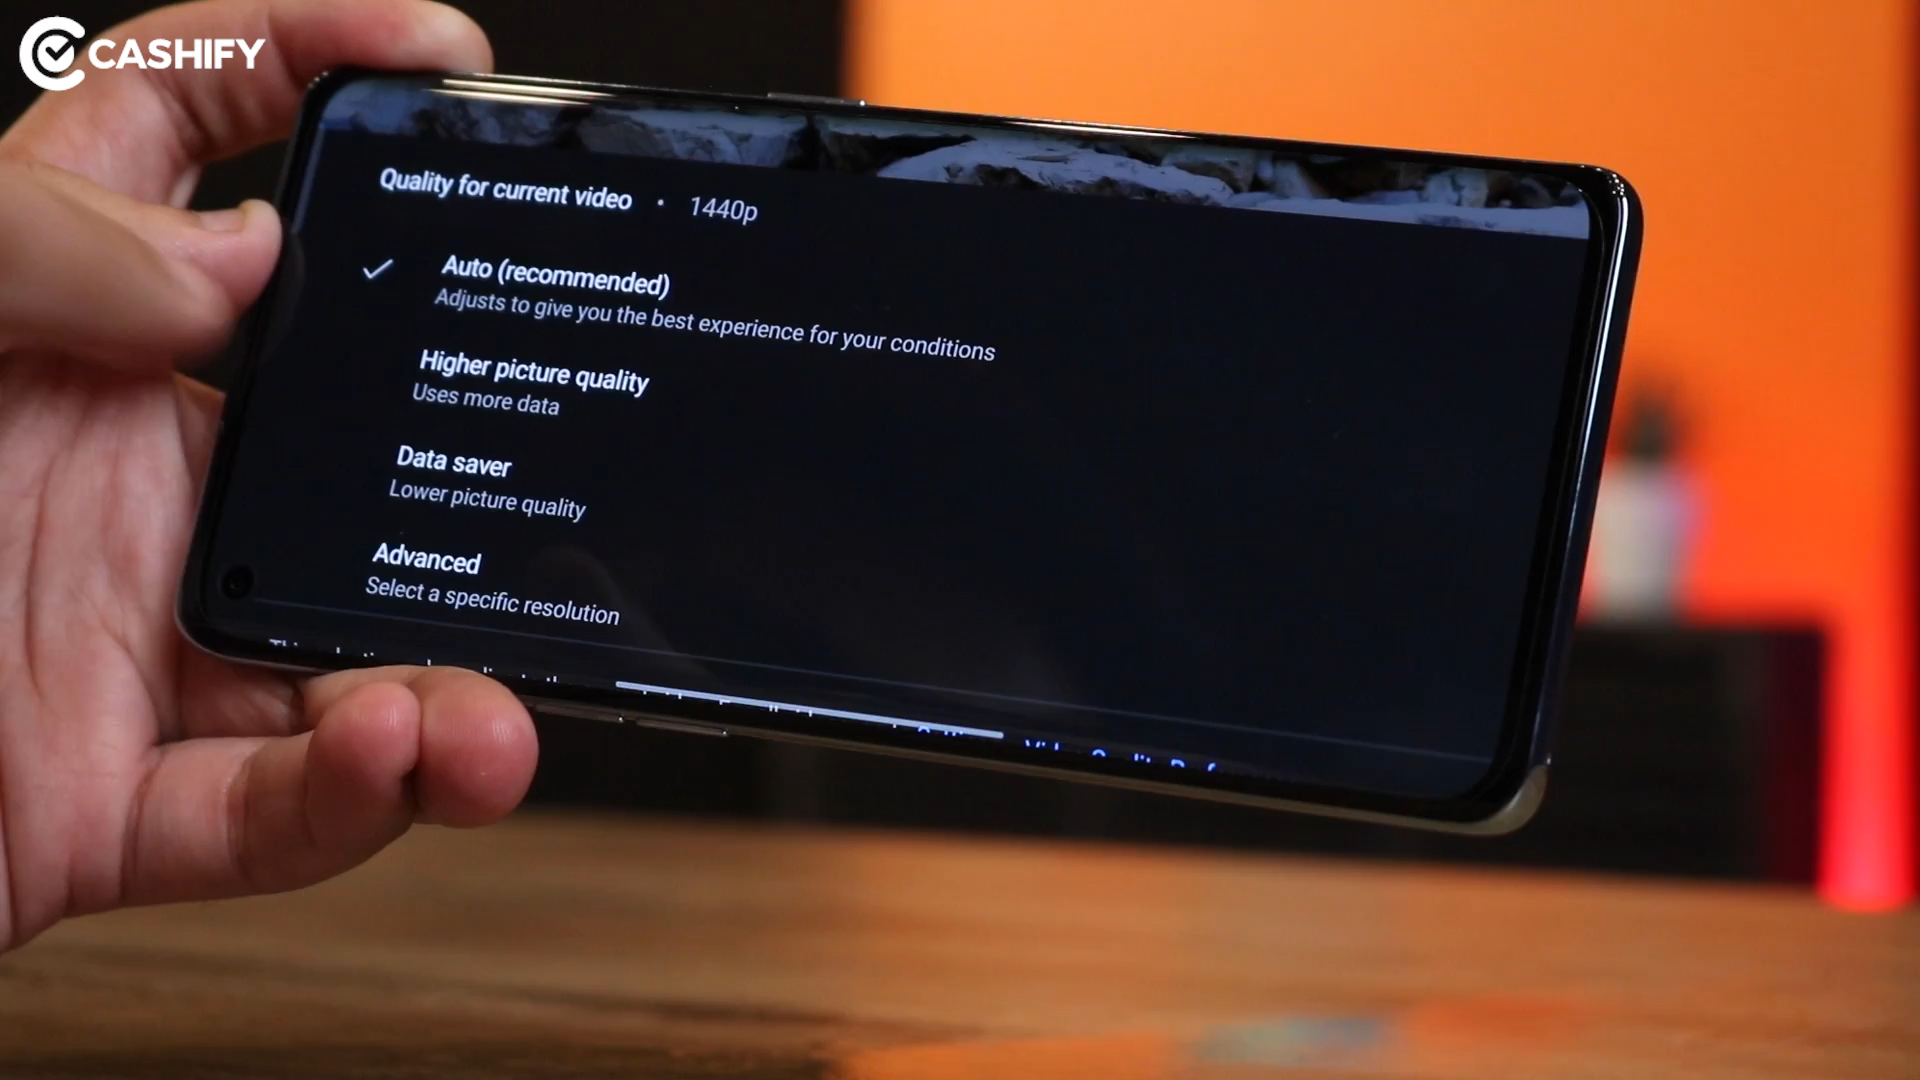 CASHIFY
Quality for current video • 1440p
Auto (recommended)
Adjusts to give you the best experience for your conditions
Higher picture quality
Uses more data
Data saver
Lower picture quality
Advanced
Select a specific resolution